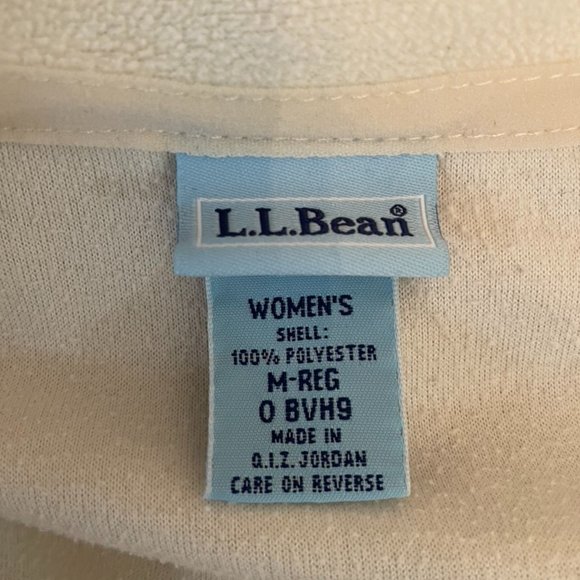 L.L.Bean®
WOMEN'S
SHELL:
100% POLYESTER
M-REG
0 BVH9
MADE IN
Q.I.Z. JORDAN
CARE ON REVERSE